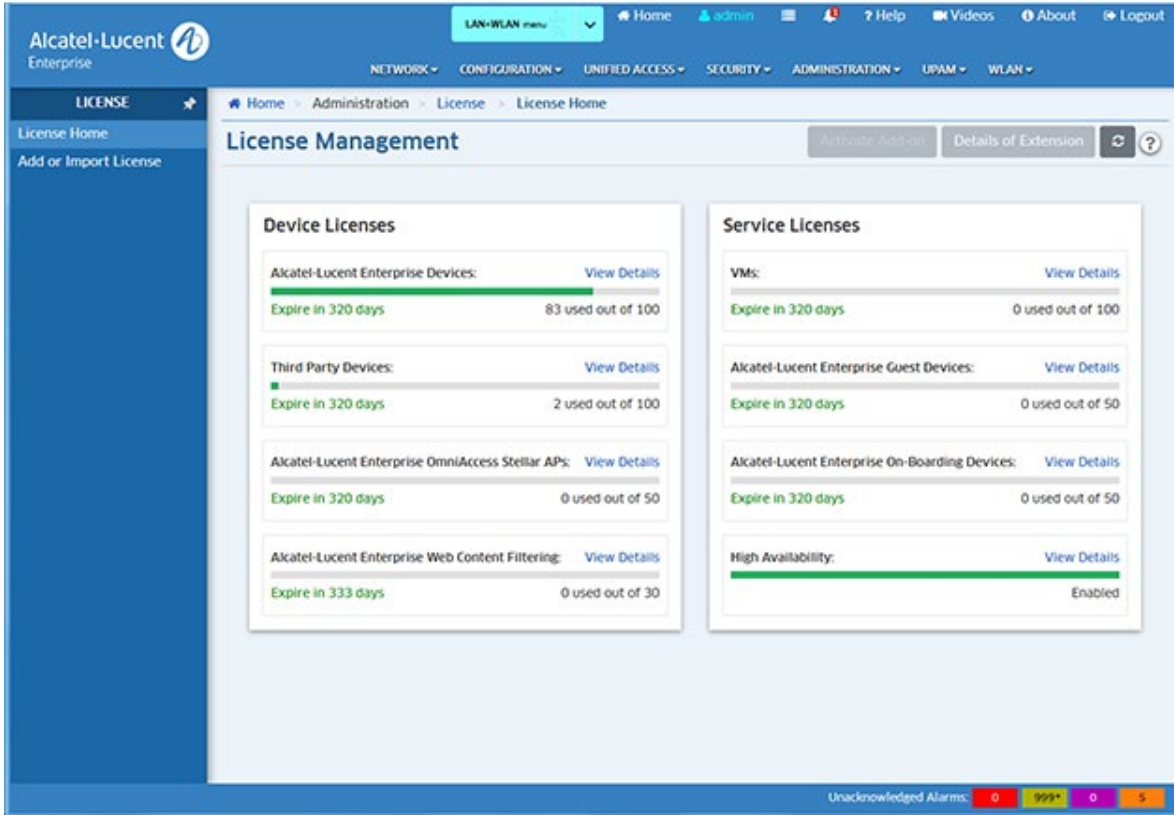 Alcatel·Lucent
Enterprise
LAN+WLAN menu
Home admin ? Help Videos About Logout
NETWORK CONFIGURATION UNIFIED ACCESS SECURITY ADMINISTRATION UPAM WLAN
LICENSE
License Home
Add or Import License
Home > Administration > License > License Home
License Management
Activate Add-on Details of Extension ?
Device Licenses
Alcatel-Lucent Enterprise Devices: View Details
Expire in 320 days 83 used out of 100
Third Party Devices: View Details
Expire in 320 days 2 used out of 100
Alcatel-Lucent Enterprise OmniAccess Stellar APs: View Details
Expire in 320 days 0 used out of 50
Alcatel-Lucent Enterprise Web Content Filtering: View Details
Expire in 333 days 0 used out of 30
Service Licenses
VMs: View Details
Expire in 320 days 0 used out of 100
Alcatel-Lucent Enterprise Guest Devices: View Details
Expire in 320 days 0 used out of 50
Alcatel-Lucent Enterprise On-Boarding Devices: View Details
Expire in 320 days 0 used out of 50
High Availability: View Details
Enabled
Unacknowledged Alarms: 0 999+ 0 5